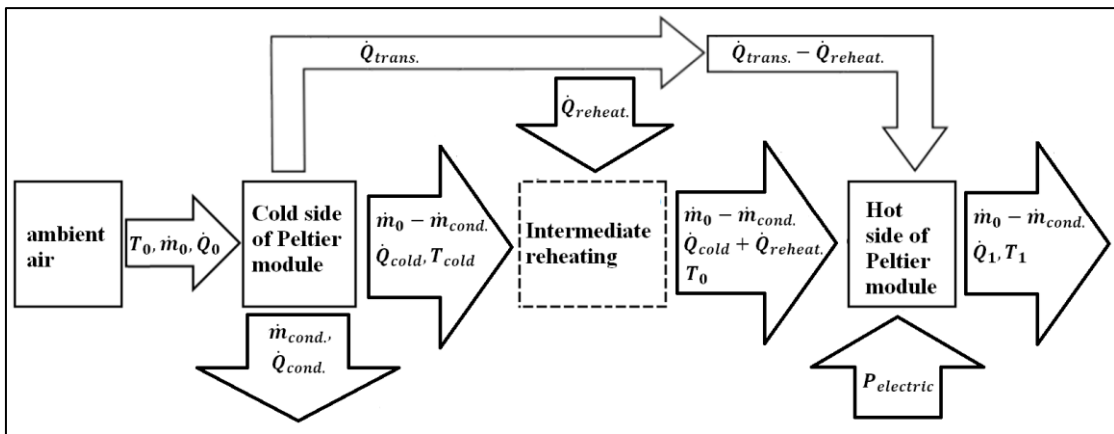 Q̇trans.
Q̇trans. − Q̇reheat.
Q̇reheat.
ambient
air
T0, ṁ0, Q̇0
Cold side
of Peltier
module
ṁ0 − ṁcond.
Q̇cold, Tcold
Intermediate
reheating
ṁ0 − ṁcond.
Q̇cold + Q̇reheat.
T0
Hot
side of
Peltier
module
ṁ0 − ṁcond.
Q̇1, T1
ṁcond.,
Q̇cond.
Pelectric